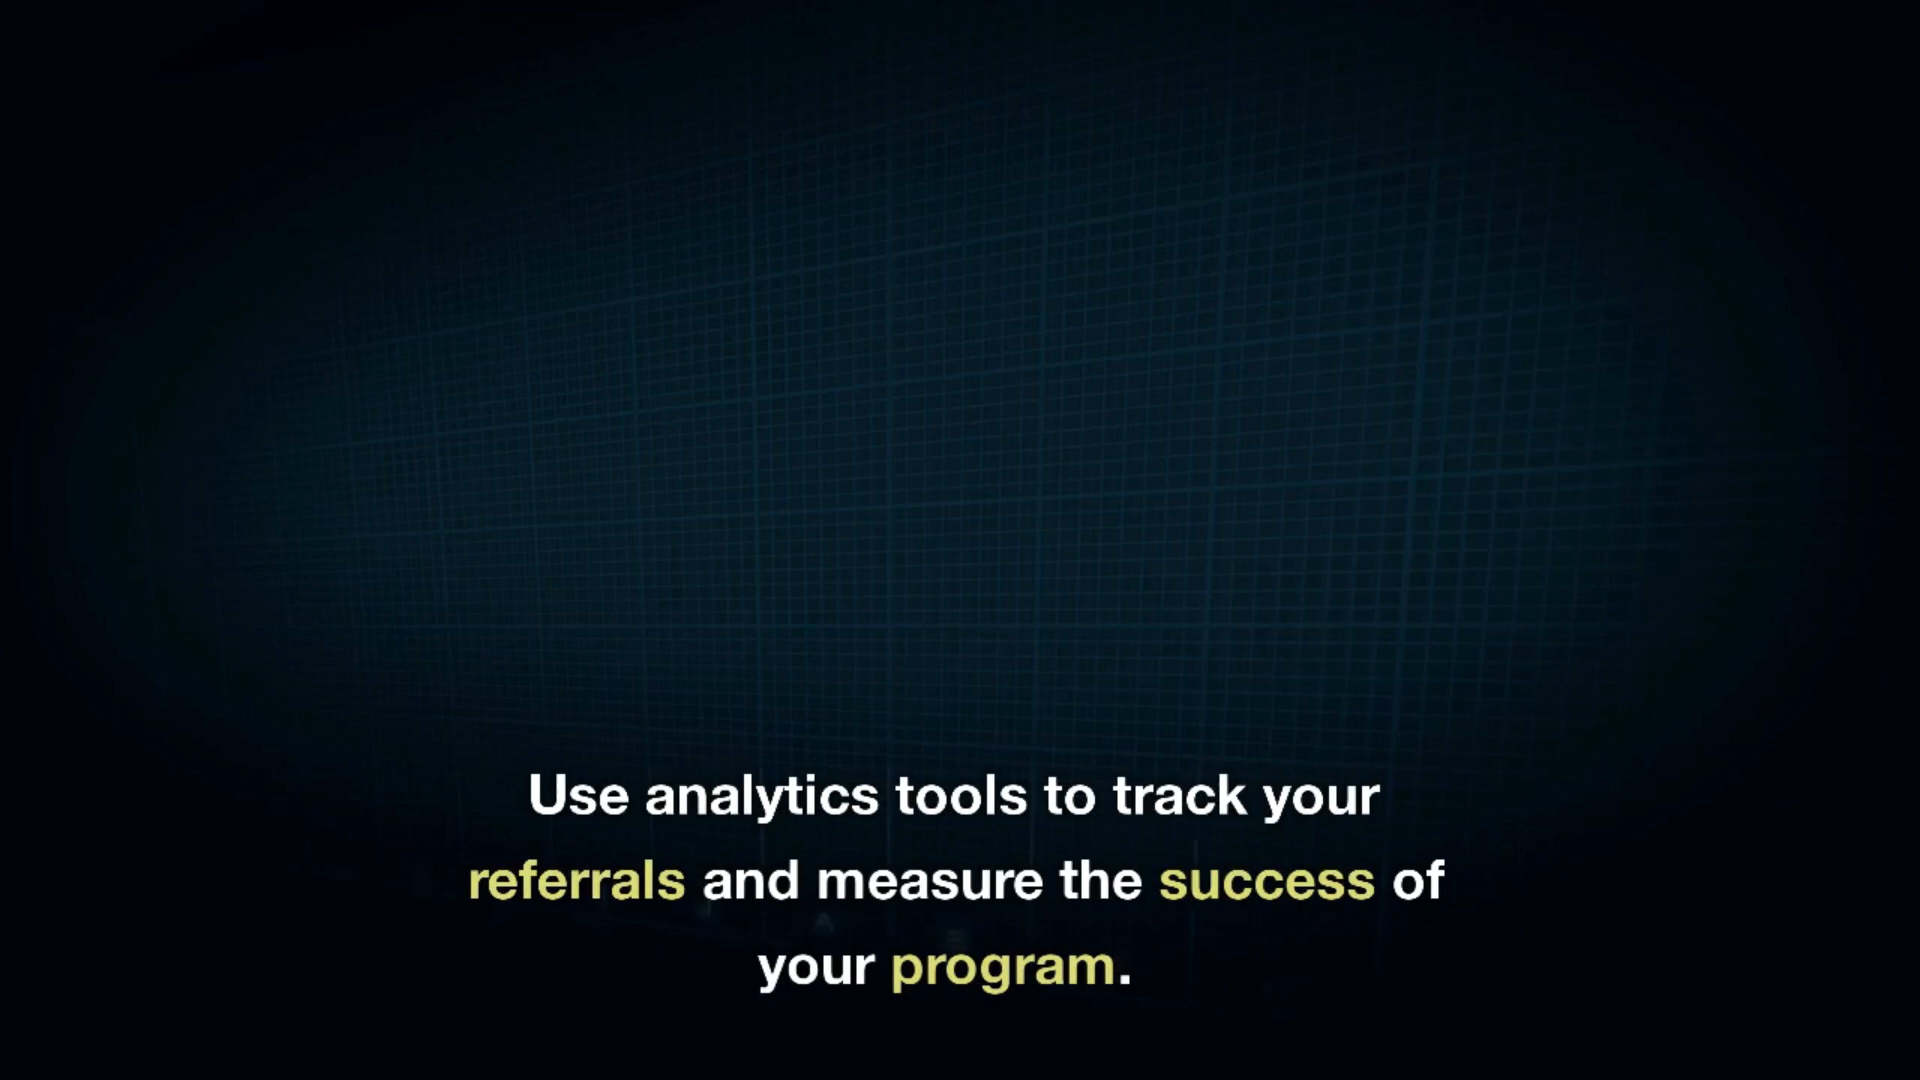 Use analytics tools to track your
referrals and measure the success of
your program.